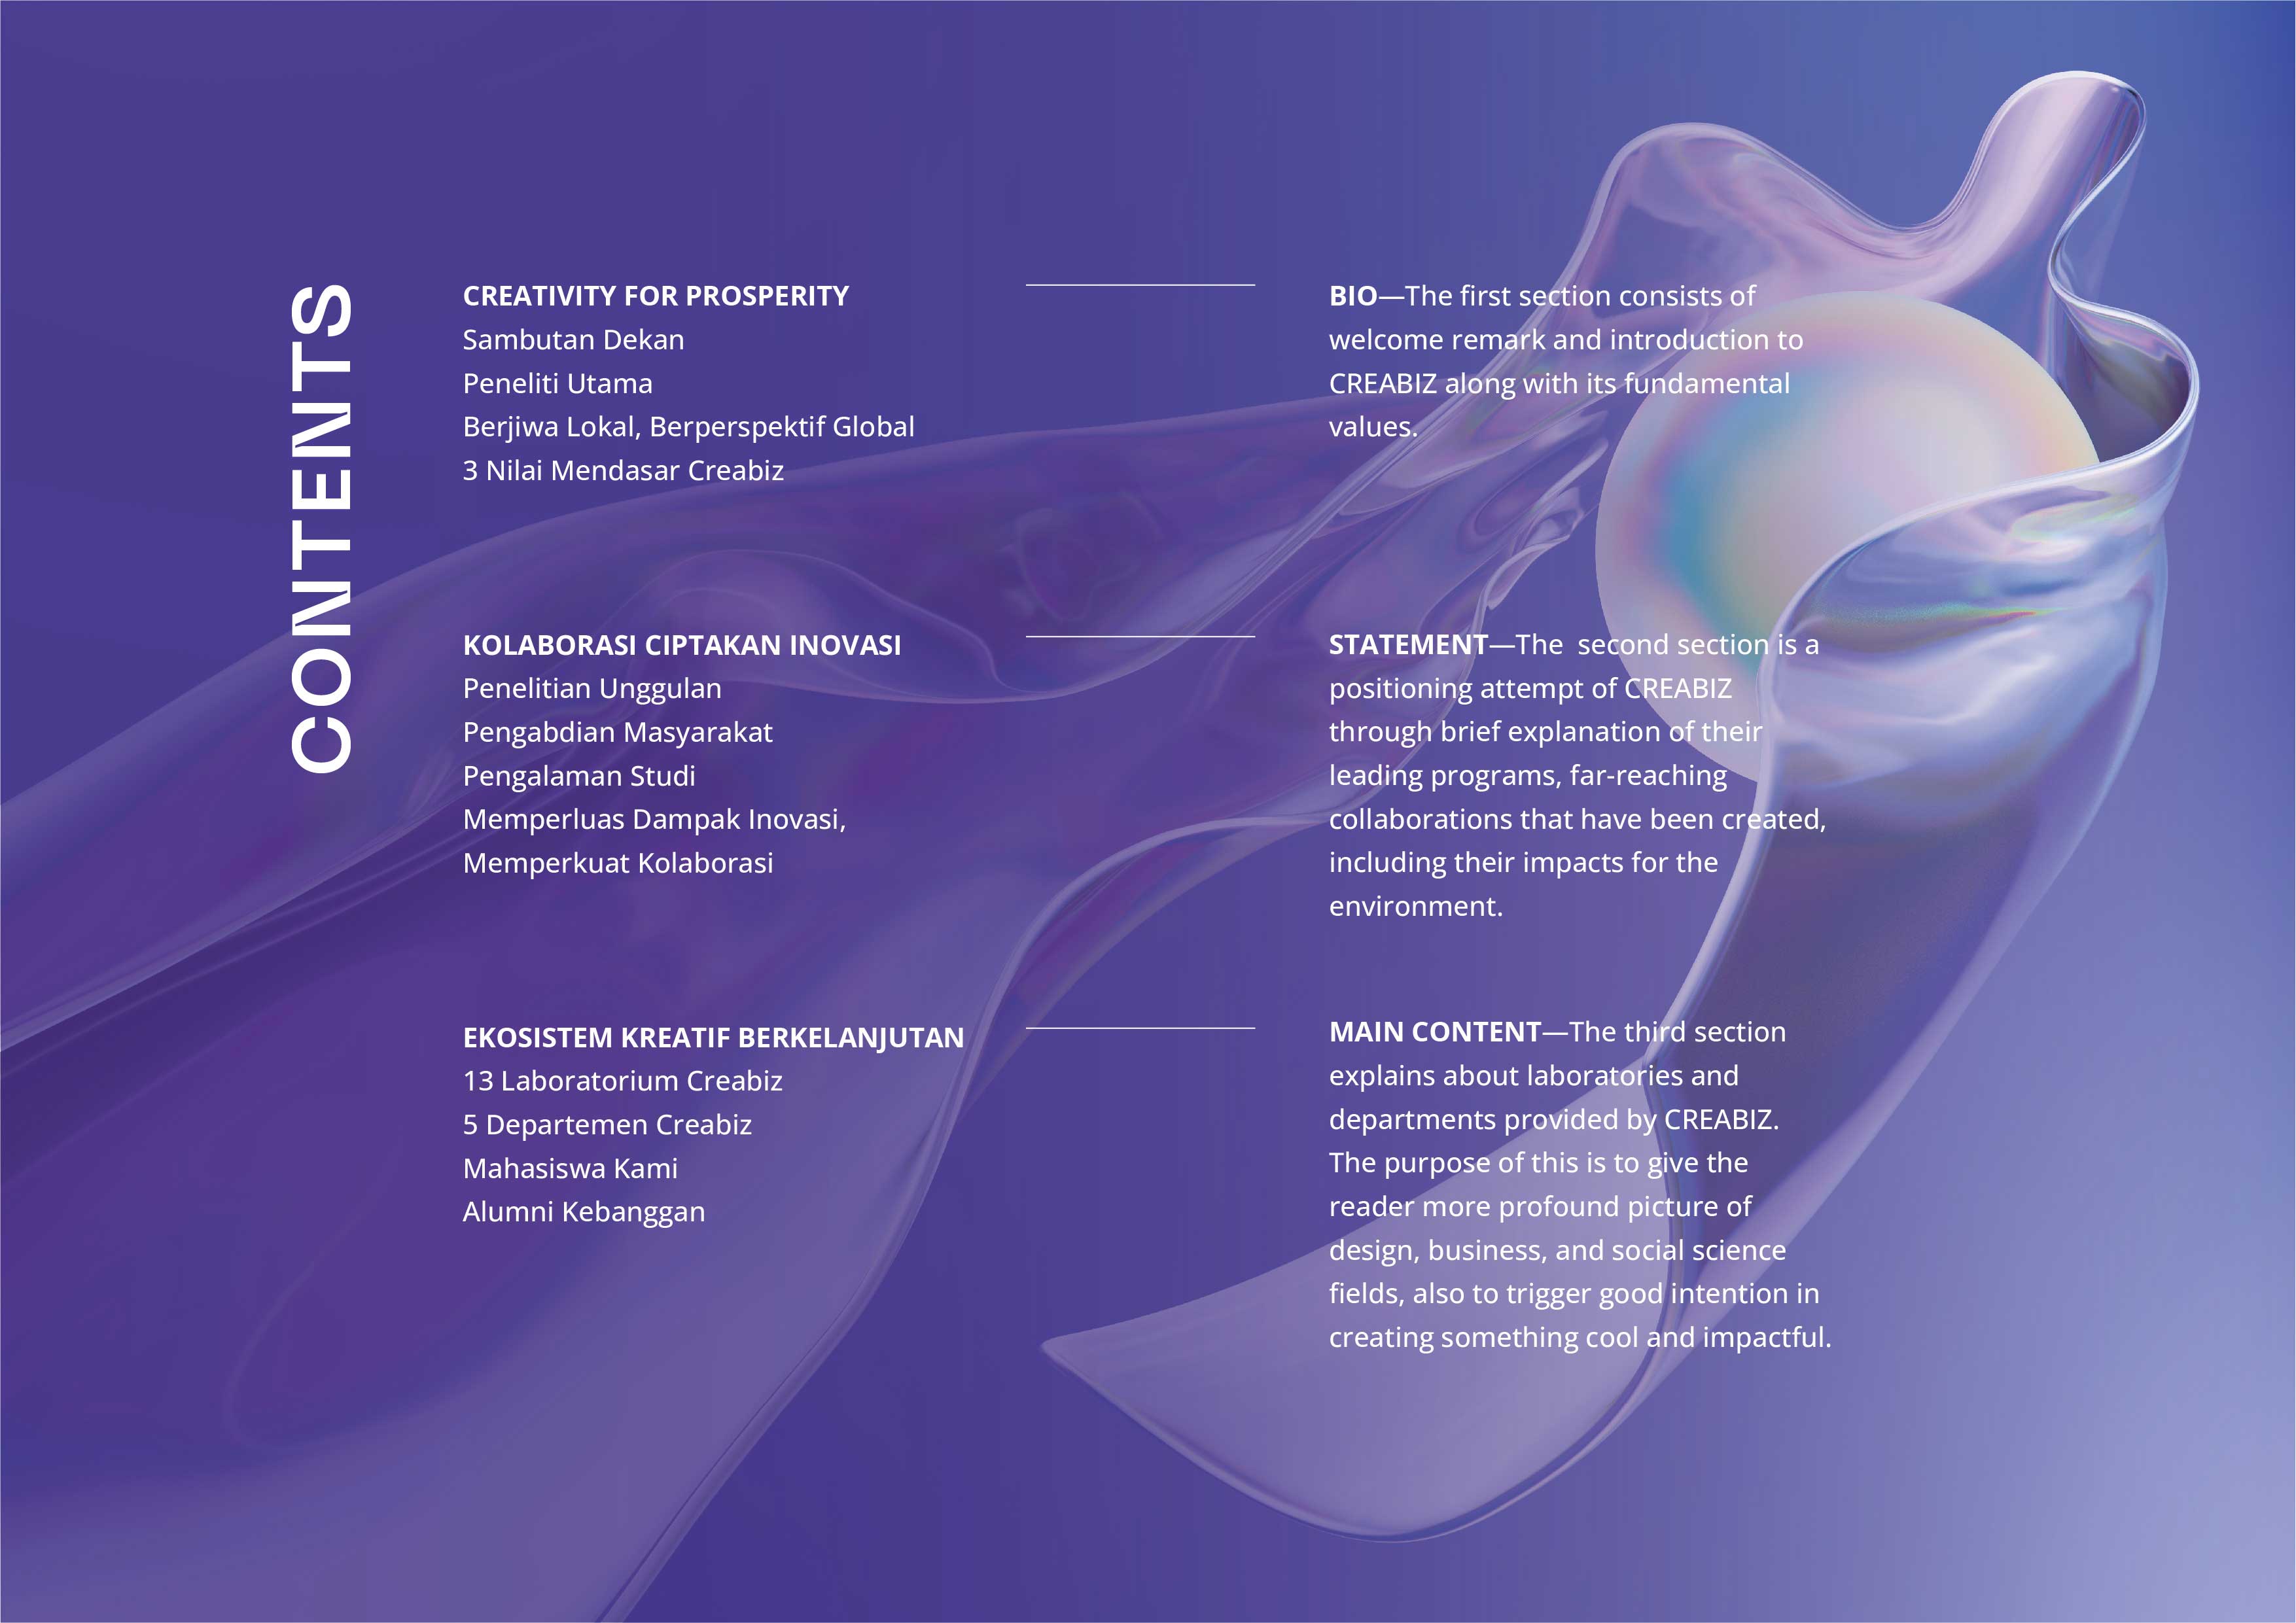 CONTENTS
CREATIVITY FOR PROSPERITY
Sambutan Dekan
Peneliti Utama
Berjiwa Lokal, Berperspektif Global
3 Nilai Mendasar Creabiz
BIO—The first section consists of
welcome remark and introduction to
CREABIZ along with its fundamental
values.
KOLABORASI CIPTAKAN INOVASI
Penelitian Unggulan
Pengabdian Masyarakat
Pengalaman Studi
Memperluas Dampak Inovasi,
Memperkuat Kolaborasi
STATEMENT—The  second section is a
positioning attempt of CREABIZ
through brief explanation of their
leading programs, far-reaching
collaborations that have been created,
including their impacts for the
environment.
EKOSISTEM KREATIF BERKELANJUTAN
13 Laboratorium Creabiz
5 Departemen Creabiz
Mahasiswa Kami
Alumni Kebanggan
MAIN CONTENT—The third section
explains about laboratories and
departments provided by CREABIZ.
The purpose of this is to give the
reader more profound picture of
design, business, and social science
fields, also to trigger good intention in
creating something cool and impactful.